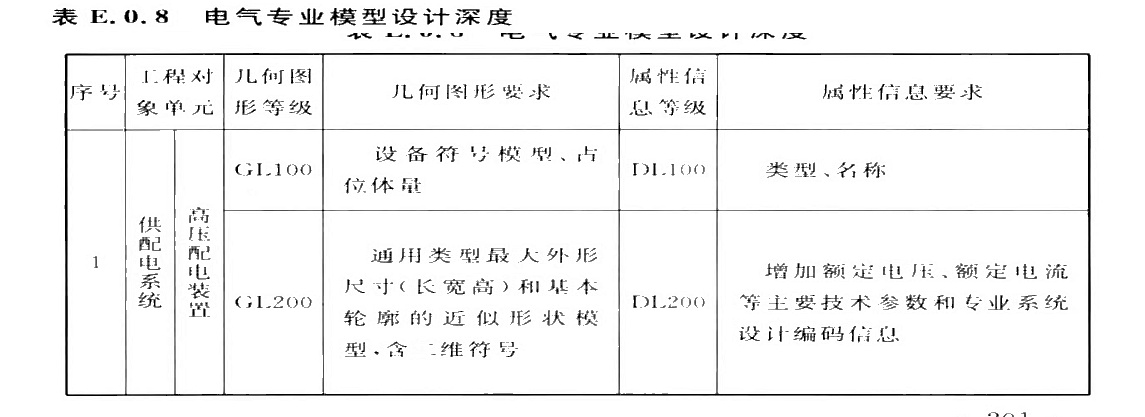 表 E.0.8 电气专业模型设计深度
序号
工程对
象单元
几何图
形等级
几何图形要求
属性信
息等级
属性信息要求
1
供配电系统
高压配电装置
GL100
设备符号模型、占
位体量
DL100
类型、名称
GL200
通用类型最大外形
尺寸(长宽高)和基本
轮廓的近似形状模
型,含二维符号
DL200
增加额定电压、额定电流
等主要技术参数和专业系统
设计编码信息